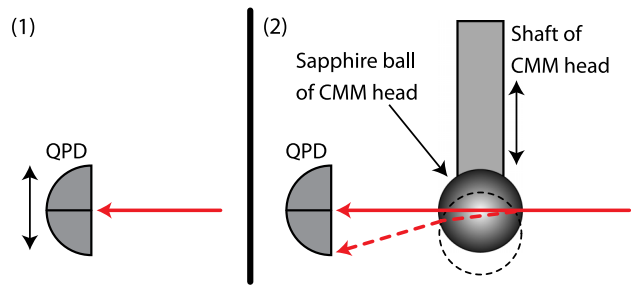 (1)
QPD
(2)
Sapphire ball
of CMM head
Shaft of
CMM head
QPD